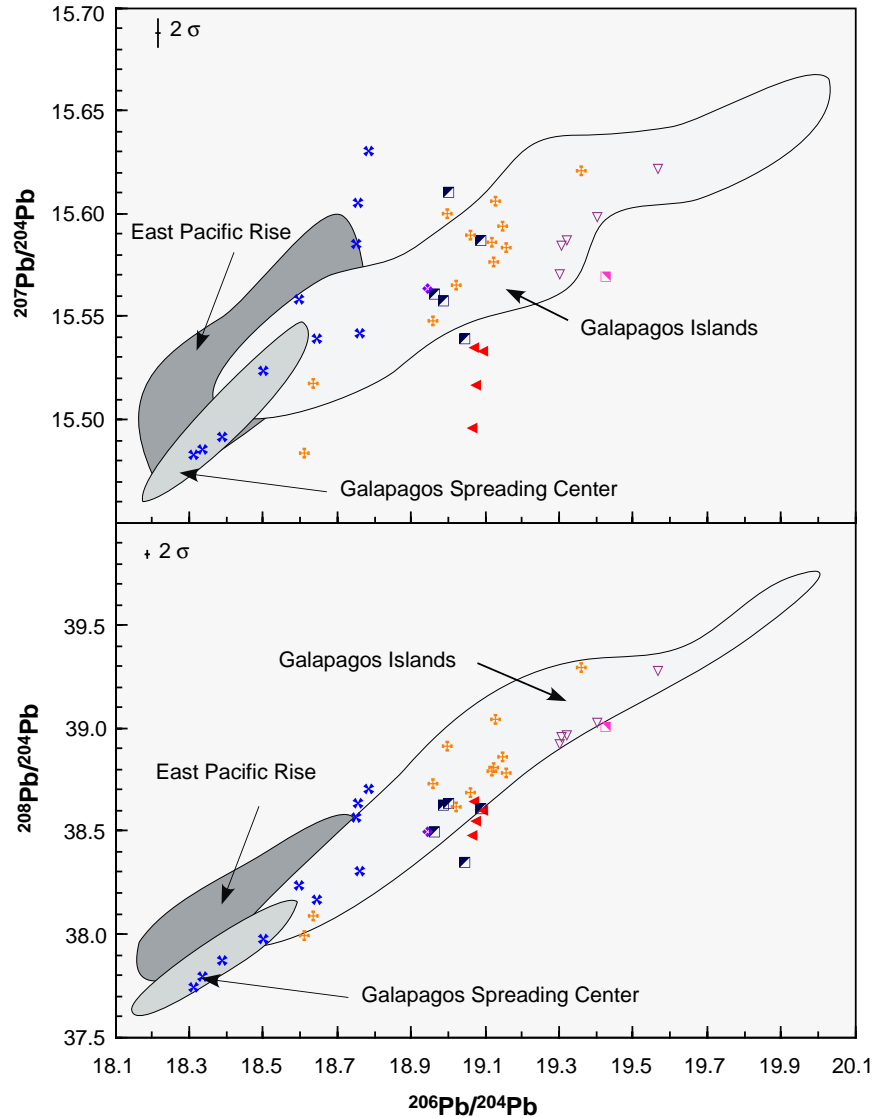 15.70
2 σ
15.65
15.60
East Pacific Rise
207Pb/204Pb
15.55
Galapagos Islands
15.50
Galapagos Spreading Center
2 σ
39.5
Galapagos Islands
39.0
East Pacific Rise
208Pb/204Pb
38.5
38.0
Galapagos Spreading Center
37.5
18.1 18.3 18.5 18.7 18.9 19.1 19.3 19.5 19.7 19.9 20.1
206Pb/204Pb